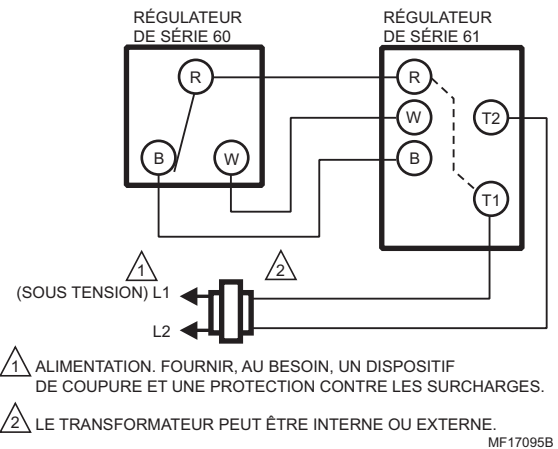 RÉGULATEUR
DE SÉRIE 60
RÉGULATEUR
DE SÉRIE 61
R
R
W
T2
B
W
B
T1
1
2
(SOUS TENSION) L1
L2
1 ALIMENTATION. FOURNIR, AU BESOIN, UN DISPOSITIF
DE COUPURE ET UNE PROTECTION CONTRE LES SURCHARGES.
2 LE TRANSFORMATEUR PEUT ÊTRE INTERNE OU EXTERNE.
MF17095B